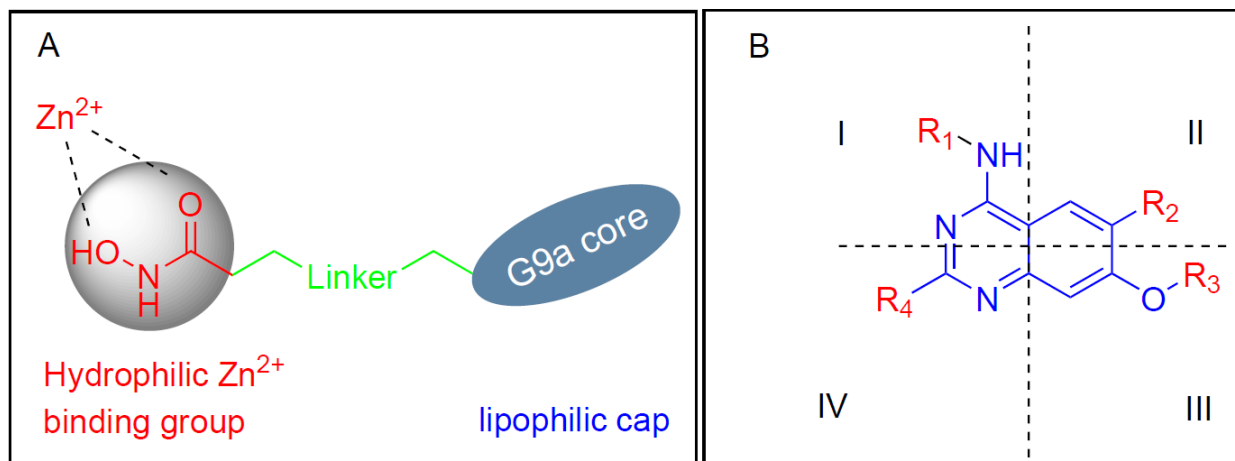 A
Zn2+
O
HO
N
H
Linker
G9a core
Hydrophilic Zn2+
binding group
lipophilic cap
B
I
II
R1
NH
N
R2
R4
N
O
R3
IV
III